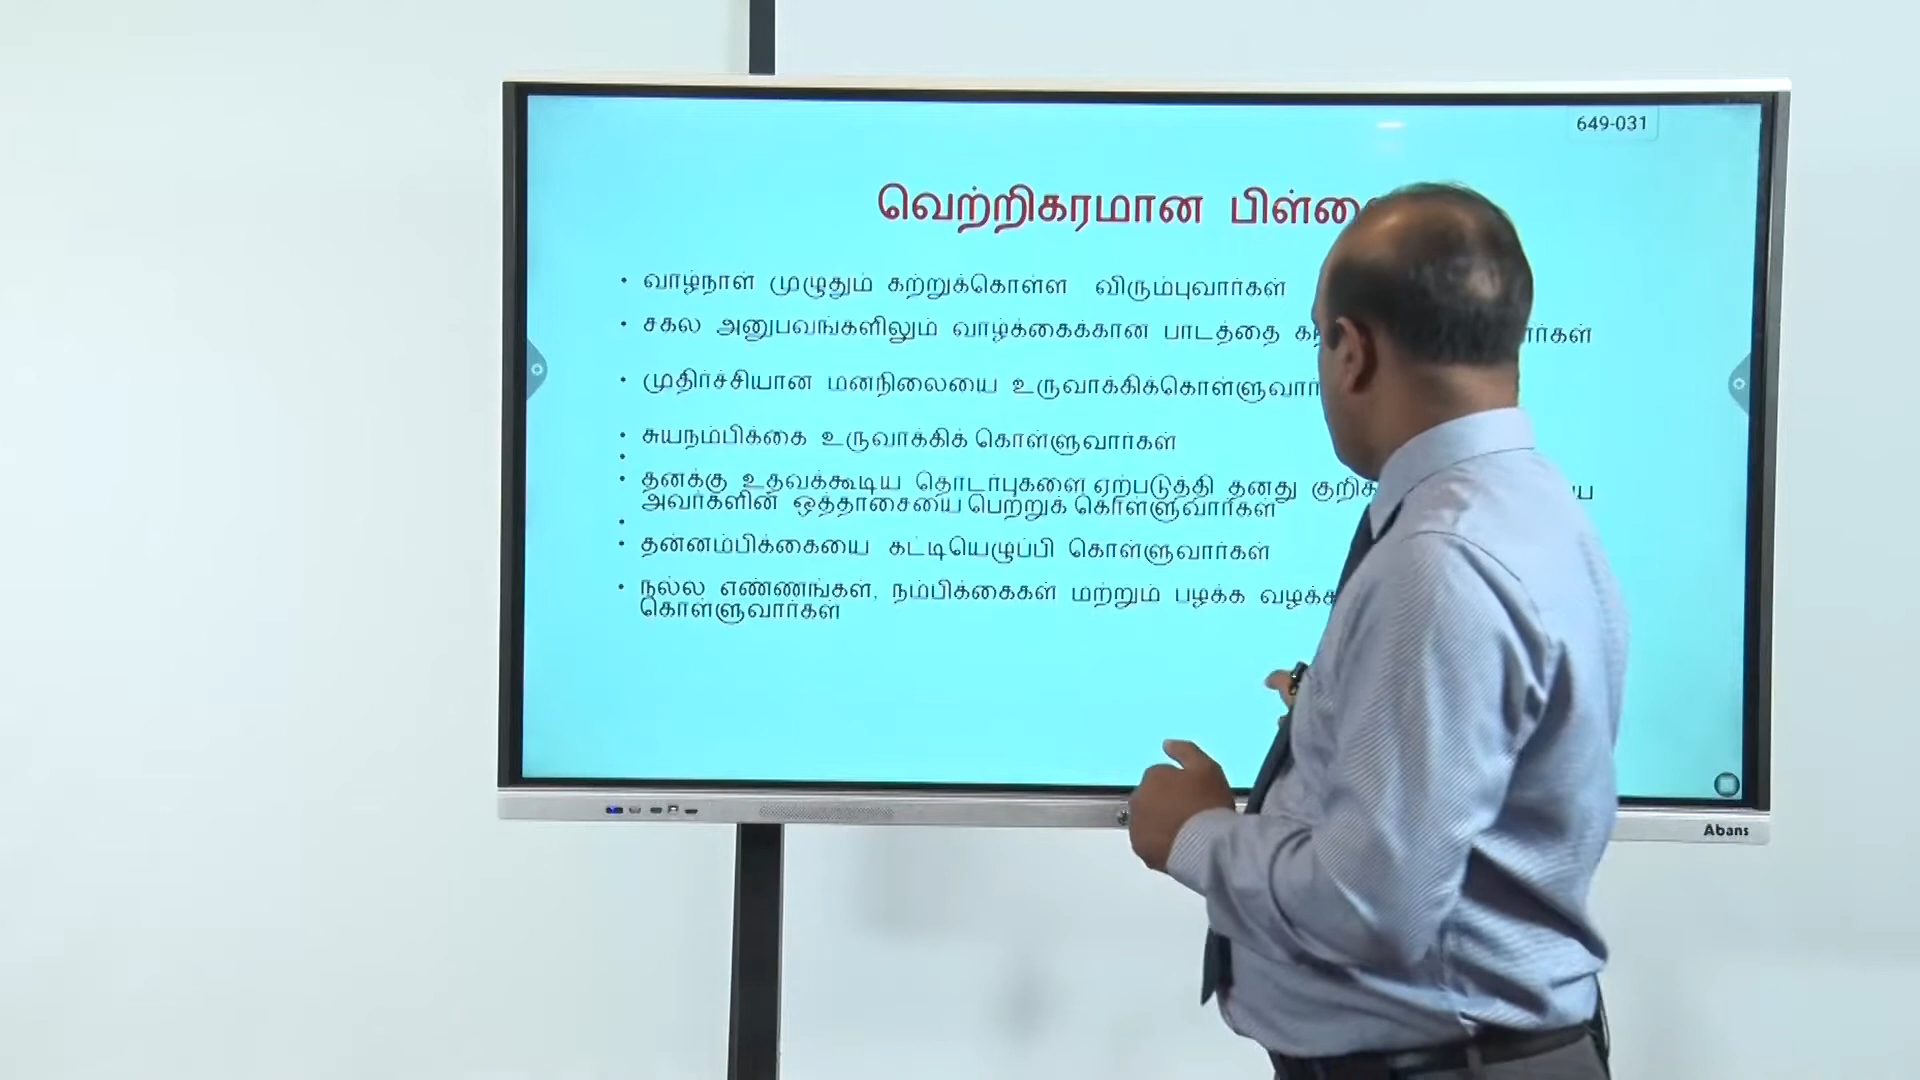 649-031
வெற்றிகரமான
• வாழ்நாள் முழுதும் கற்றுக்கொள்ள விரும்புவார்கள்
• சகல அனுபவங்களிலும் வாழ்க்கைக்கான பாடத்தை
• முதிர்ச்சியான மனநிலையை
• சுயநம்பிக்கை உருவாக்கிக் கொள்ளுவார்கள்
•
• தனக்கு உதவக்கூடிய தொடர்புகளை ஏற்படுத்தி தனது
அவர்களின் ஒத்தாசையை பெற்றுக் கொள்ளுவார்கள்
•
• தன்னம்பிக்கையை கட்டியெழுப்பி கொள்ளுவார்கள்
• நல்ல எண்ணங்கள், நம்பிக்கைகள் மற்றும் பழக்க
கொள்ளுவார்கள்
Abans